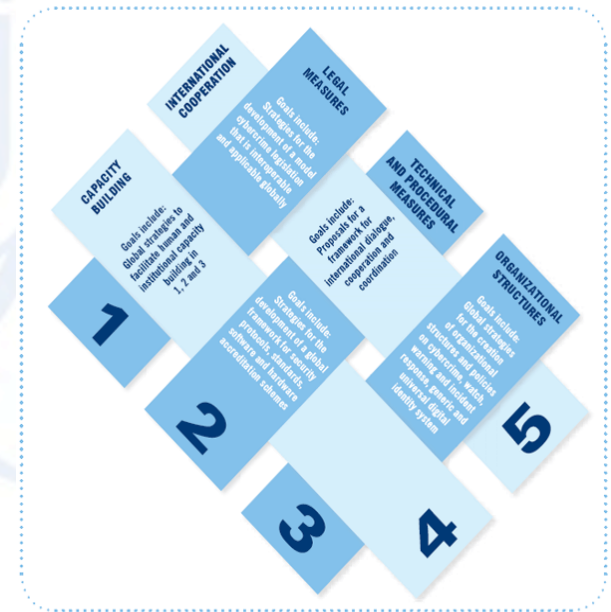 INTERNATIONAL
COOPERATION
LEGAL
MEASURES
Goals include:
Strategies for the
development of a model
cybercrime legislation
that is interoperable
and applicable globally
CAPACITY
BUILDING
Goals include:
Global strategies to
facilitate human and
institutional capacity
building in
1, 2 and 3
TECHNICAL
AND PROCEDURAL
MEASURES
Goals include:
Proposals for a
framework for
international dialogue,
cooperation and
coordination
ORGANIZATIONAL
STRUCTURES
Goals include:
Global strategies
for the creation
of organizational
structures and policies
on cybercrime, watch,
warning and incident
response, generic and
universal digital
identity system
Goals include:
Strategies for the
development of a global
framework for security
protocols, standards,
software and hardware
accreditation schemes
1
2
3
4
5